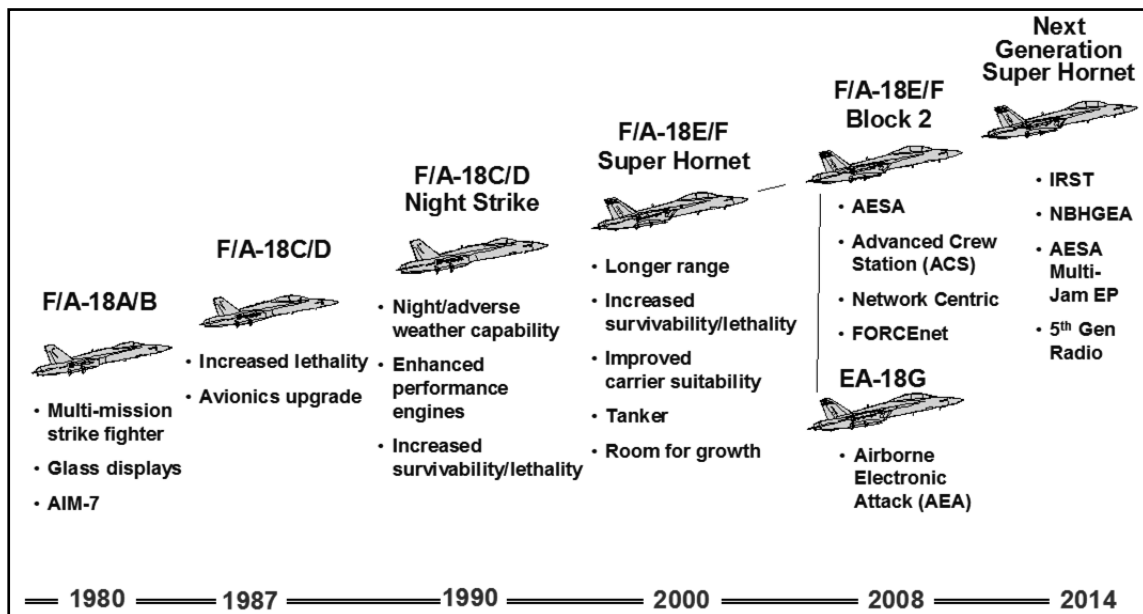 F/A-18A/B
• Multi-mission
strike fighter
• Glass displays
• AIM-7
F/A-18C/D
• Increased lethality
• Avionics upgrade
F/A-18C/D
Night Strike
• Night/adverse
weather capability
• Enhanced
performance
engines
• Increased
survivability/lethality
F/A-18E/F
Super Hornet
• Longer range
• Increased
survivability/lethality
• Improved
carrier suitability
• Tanker
• Room for growth
F/A-18E/F
Block 2
• AESA
• Advanced Crew
Station (ACS)
• Network Centric
• FORCEnet
EA-18G
• Airborne
Electronic
Attack (AEA)
Next
Generation
Super Hornet
• IRST
• NBHGEA
• AESA
Multi-
Jam EP
• 5th Gen
Radio
1980 1987 1990 2000 2008 2014